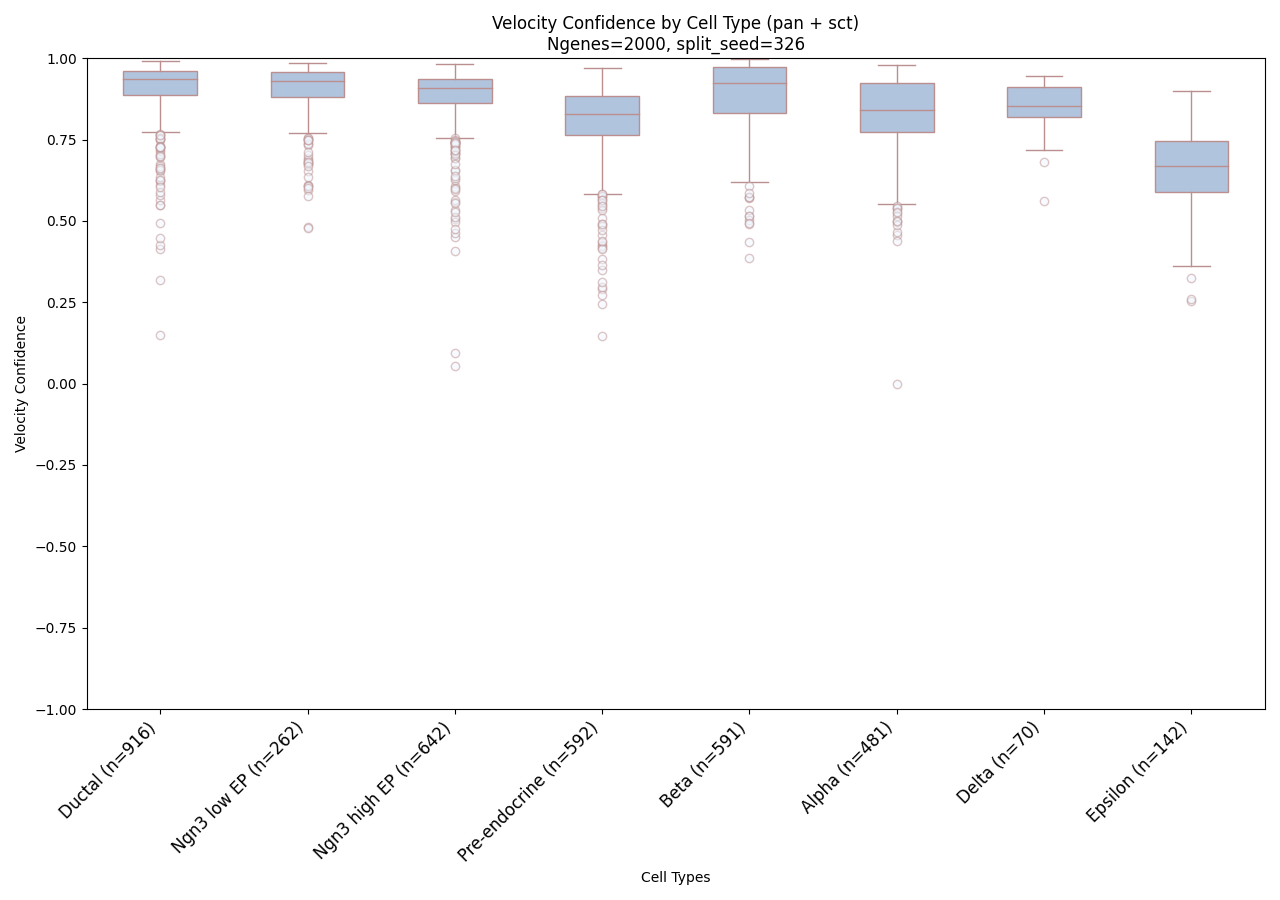 Velocity Confidence by Cell Type (pan + sct)
Ngenes=2000, split_seed=326
Velocity Confidence
1.00
0.75
0.50
0.25
0.00
−0.25
−0.50
−0.75
−1.00
Ductal (n=916)
Ngn3 low EP (n=262)
Ngn3 high EP (n=642)
Pre-endocrine (n=592)
Beta (n=591)
Alpha (n=481)
Delta (n=70)
Epsilon (n=142)
Cell Types